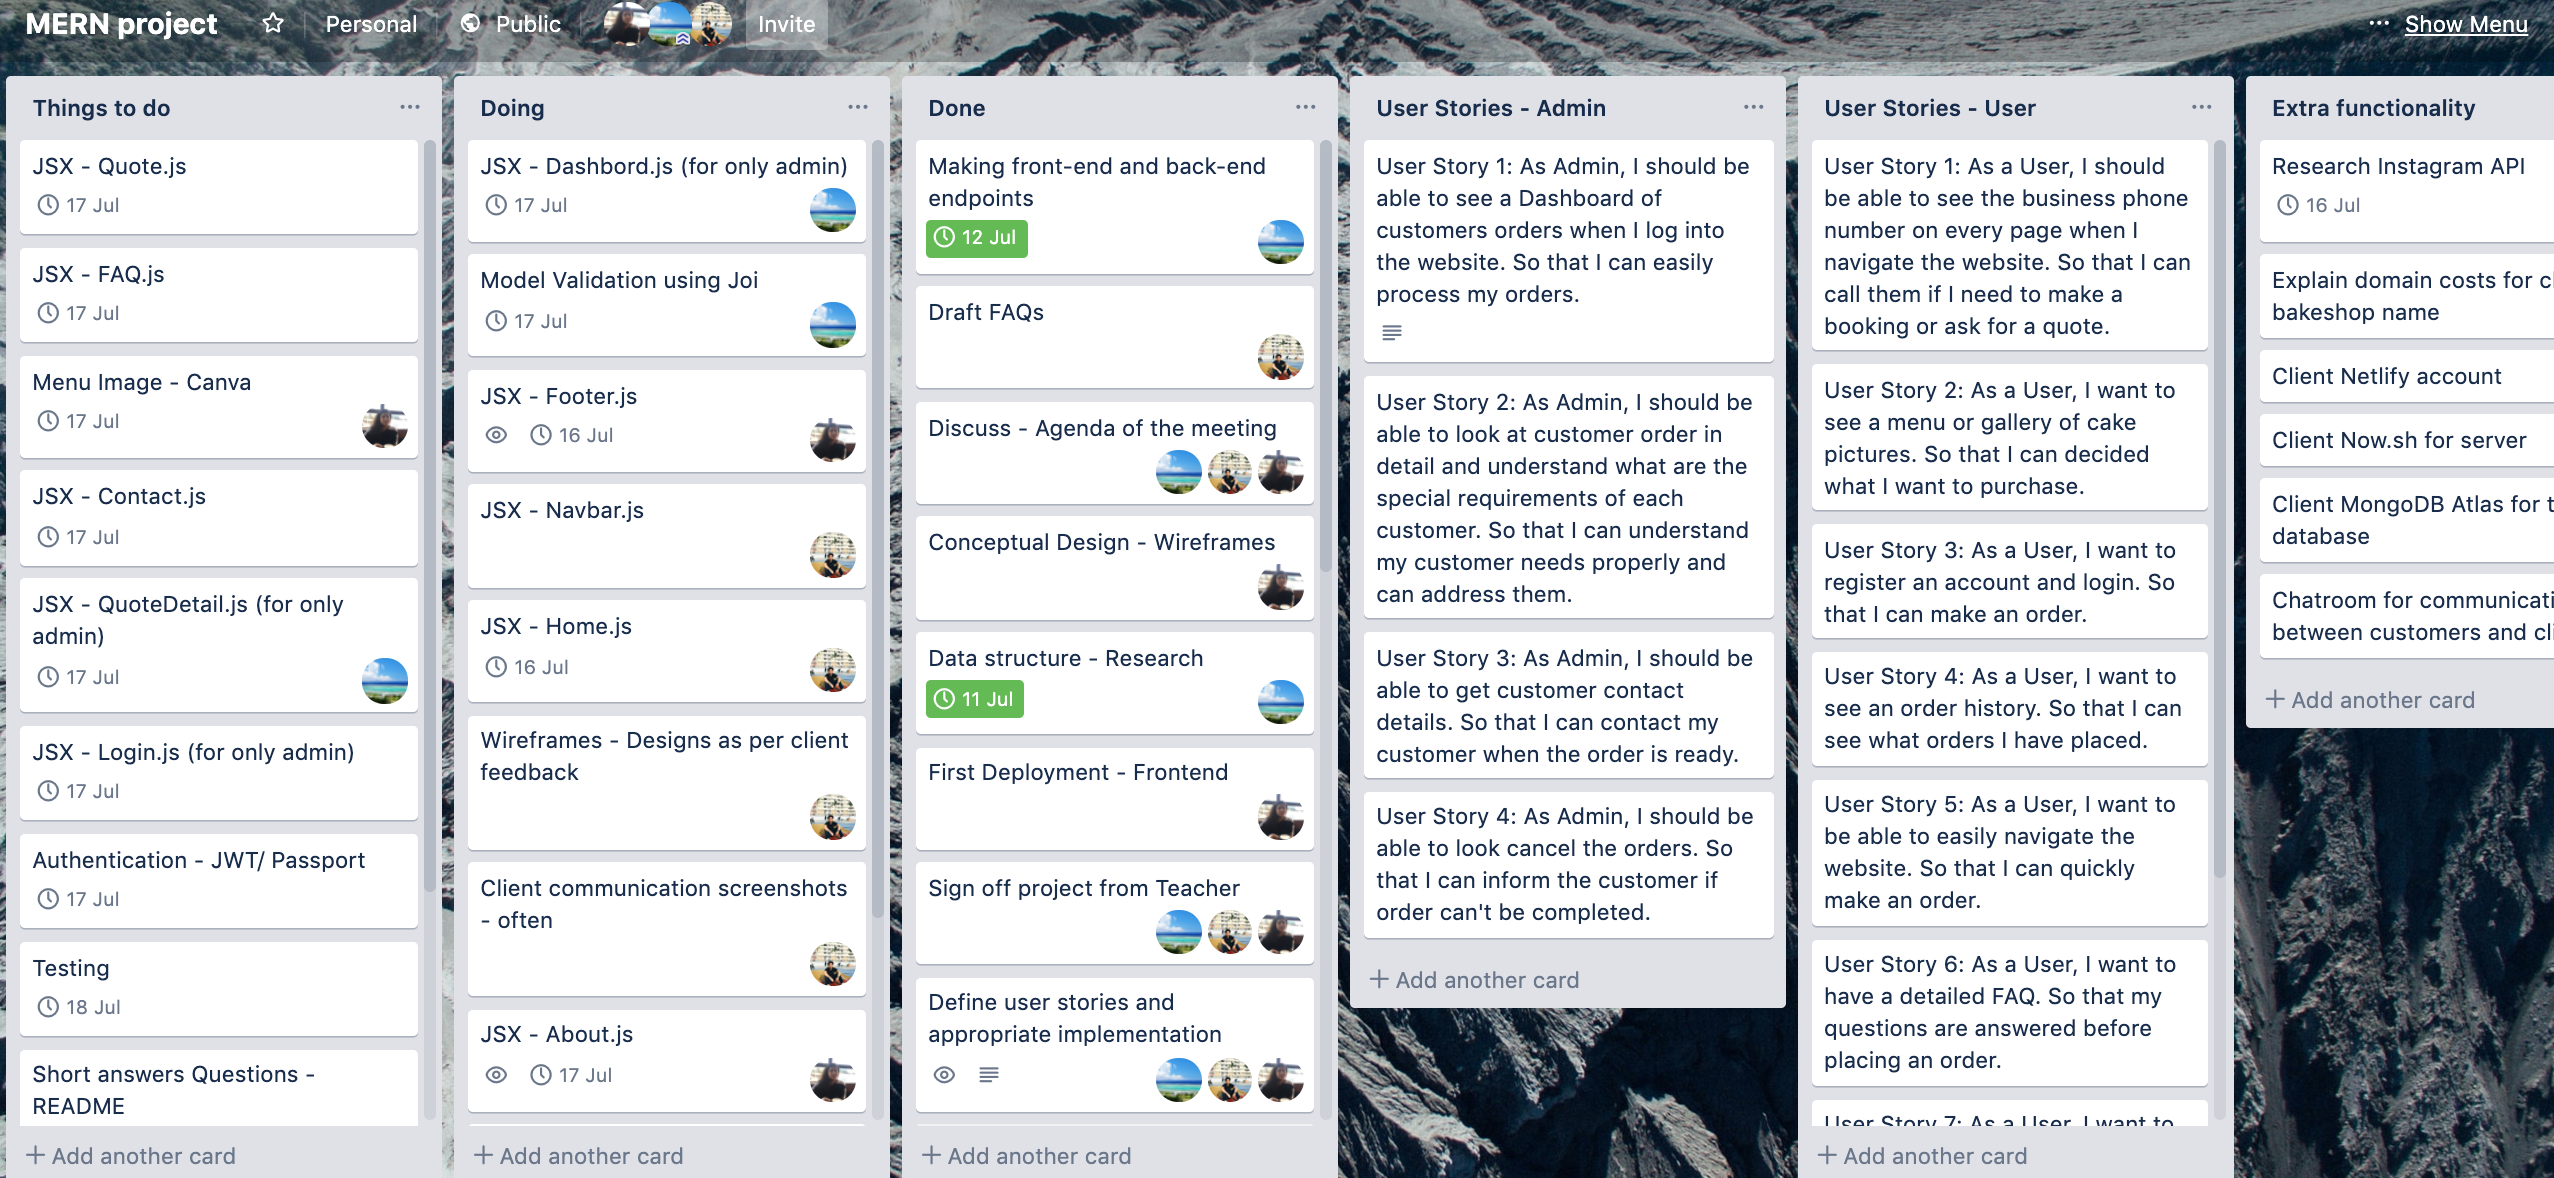 MERN project
Personal
Public
Invite
··· Show Menu
Things to do
JSX - Quote.js
17 Jul
JSX - FAQ.js
17 Jul
Menu Image - Canva
17 Jul
JSX - Contact.js
17 Jul
JSX - QuoteDetail.js (for only
admin)
17 Jul
JSX - Login.js (for only admin)
17 Jul
Authentication - JWT/ Passport
17 Jul
Testing
18 Jul
Short answers Questions -
README
+ Add another card
Doing
JSX - Dashbord.js (for only admin)
17 Jul
Model Validation using Joi
17 Jul
JSX - Footer.js
16 Jul
JSX - Navbar.js
JSX - Home.js
16 Jul
Wireframes - Designs as per client
feedback
Client communication screenshots
- often
JSX - About.js
17 Jul
+ Add another card
Done
Making front-end and back-end
endpoints
12 Jul
Draft FAQs
Discuss - Agenda of the meeting
Conceptual Design - Wireframes
Data structure - Research
11 Jul
First Deployment - Frontend
Sign off project from Teacher
Define user stories and
appropriate implementation
+ Add another card
User Stories - Admin
User Story 1: As Admin, I should be
able to see a Dashboard of
customers orders when I log into
the website. So that I can easily
process my orders.
User Story 2: As Admin, I should be
able to look at customer order in
detail and understand what are the
special requirements of each
customer. So that I can understand
my customer needs properly and
can address them.
User Story 3: As Admin, I should be
able to get customer contact
details. So that I can contact my
customer when the order is ready.
User Story 4: As Admin, I should be
able to look cancel the orders. So
that I can inform the customer if
order can't be completed.
+ Add another card
User Stories - User
User Story 1: As a User, I should
be able to see the business phone
number on every page when I
navigate the website. So that I can
call them if I need to make a
booking or ask for a quote.
User Story 2: As a User, I want to
see a menu or gallery of cake
pictures. So that I can decided
what I want to purchase.
User Story 3: As a User, I want to
register an account and login. So
that I can make an order.
User Story 4: As a User, I want to
see an order history. So that I can
see what orders I have placed.
User Story 5: As a User, I want to
be able to easily navigate the
website. So that I can quickly
make an order.
User Story 6: As a User, I want to
have a detailed FAQ. So that my
questions are answered before
placing an order.
User Story 7: As a User, I want to
+ Add another card
Extra functionality
Research Instagram API
16 Jul
Explain domain costs for
bakeshop name
Client Netlify account
Client Now.sh for server
Client MongoDB Atlas for
database
Chatroom for
between customers and
+ Add another card